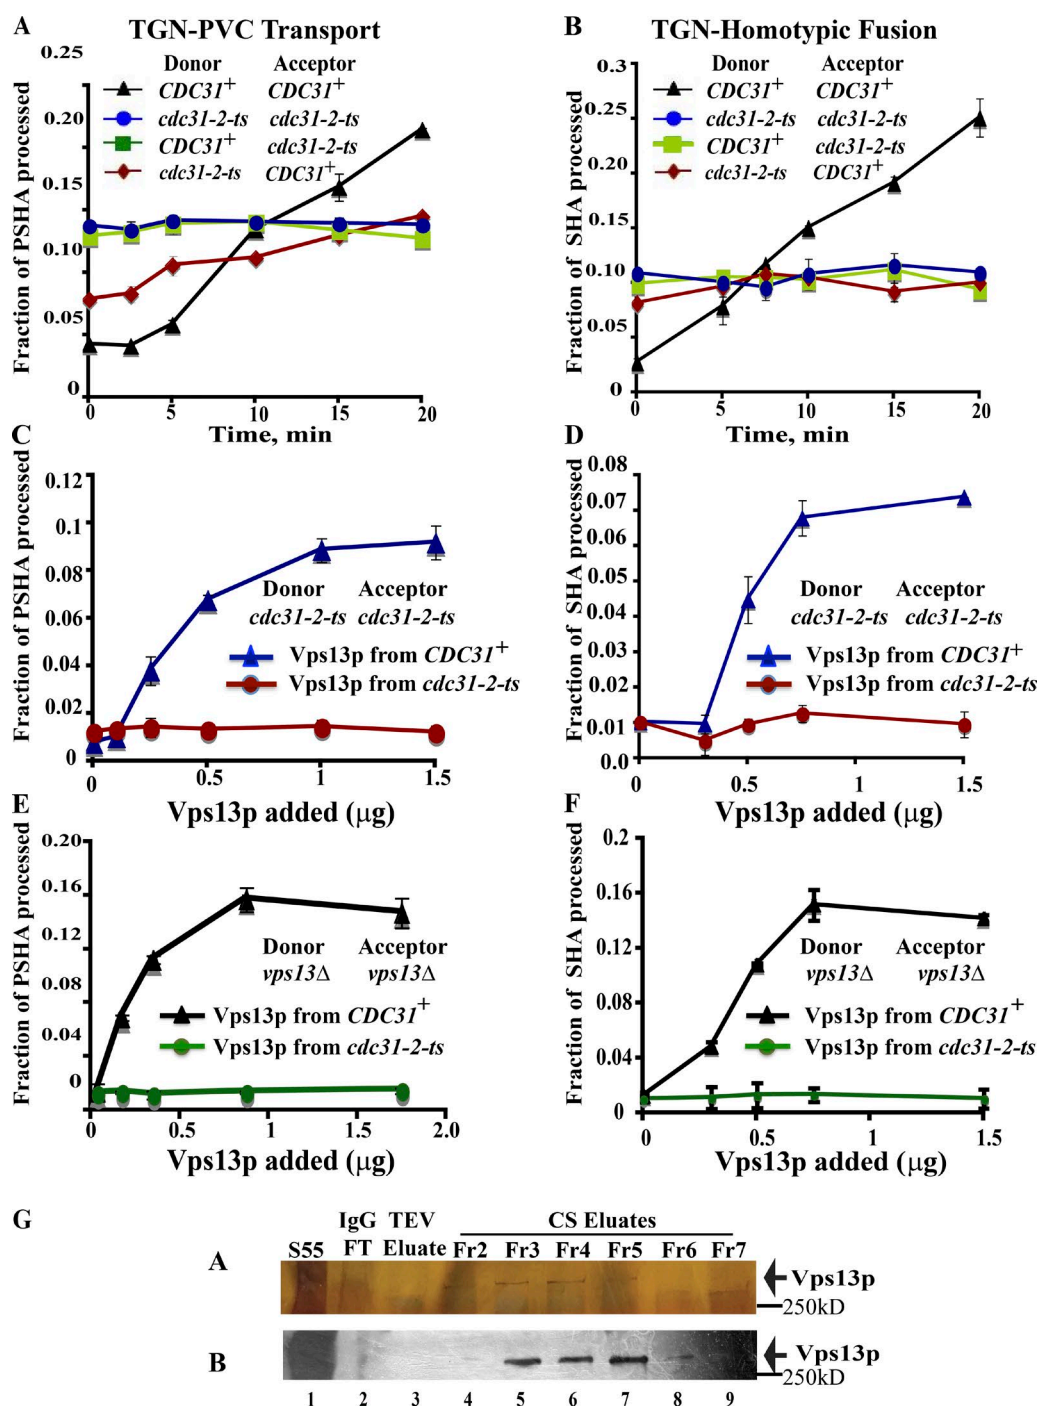 A
TGN-PVC Transport
Fraction of PSHA processed
0.25
0.20
0.15
0.10
0.05
0
Donor Acceptor
CDC31+ CDC31+
cdc31-2-ts cdc31-2-ts
CDC31+ cdc31-2-ts
cdc31-2-ts CDC31+
0 5 10 15 20
Time, min
B
TGN-Homotypic Fusion
Fraction of SHA processed
0.3
0.25
0.20
0.15
0.10
0.05
0
Donor Acceptor
CDC31+ CDC31+
cdc31-2-ts cdc31-2-ts
CDC31+ cdc31-2-ts
cdc31-2-ts CDC31+
0 5 10 15 20
Time, min
C
Fraction of PSHA processed
0.12
0.1
0.08
0.06
0.04
0.02
0
Donor Acceptor
cdc31-2-ts cdc31-2-ts
Vps13p from CDC31+
Vps13p from cdc31-2-ts
0 0.5 1 1.5
Vps13p added (μg)
D
Fraction of SHA processed
0.08
0.07
0.06
0.05
0.04
0.03
0.02
0.01
0.0
Donor Acceptor
cdc31-2-ts cdc31-2-ts
Vps13p from CDC31+
Vps13p from cdc31-2-ts
0 0.5 1 1.5
Vps13p added (μg)
E
Fraction of PSHA processed
0.20
0.16
0.12
0.08
0.04
0
Donor Acceptor
vps13Δ vps13Δ
Vps13p from CDC31+
Vps13p from cdc31-2-ts
0 0.5 1 1.5 2.0
Vps13p added (μg)
F
Fraction of SHA processed
0.2
0.16
0.12
0.08
0.04
0
Donor Acceptor
vps13Δ vps13Δ
Vps13p from CDC31+
Vps13p from cdc31-2-ts
0 0.5 1 1.5
Vps13p added (μg)
G
IgG TEV CS Eluates
S55 FT Eluate Fr2 Fr3 Fr4 Fr5 Fr6 Fr7
A
Vps13p
250kD
B
Vps13p
250kD
1 2 3 4 5 6 7 8 9